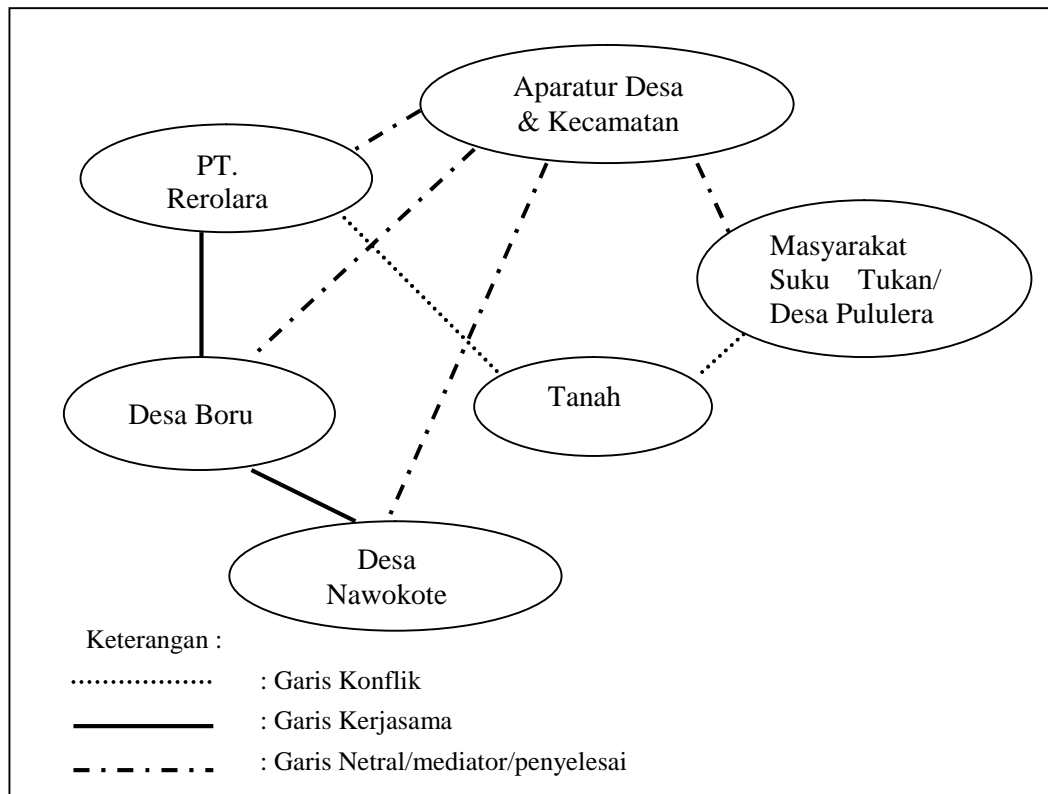 Aparatur Desa
& Kecamatan
PT.
Rerolara
Masyarakat
Suku Tukan/
Desa Pululera
Tanah
Desa Boru
Desa
Nawokote
Keterangan :
: Garis Konflik
: Garis Kerjasama
: Garis Netral/mediator/penyelesai